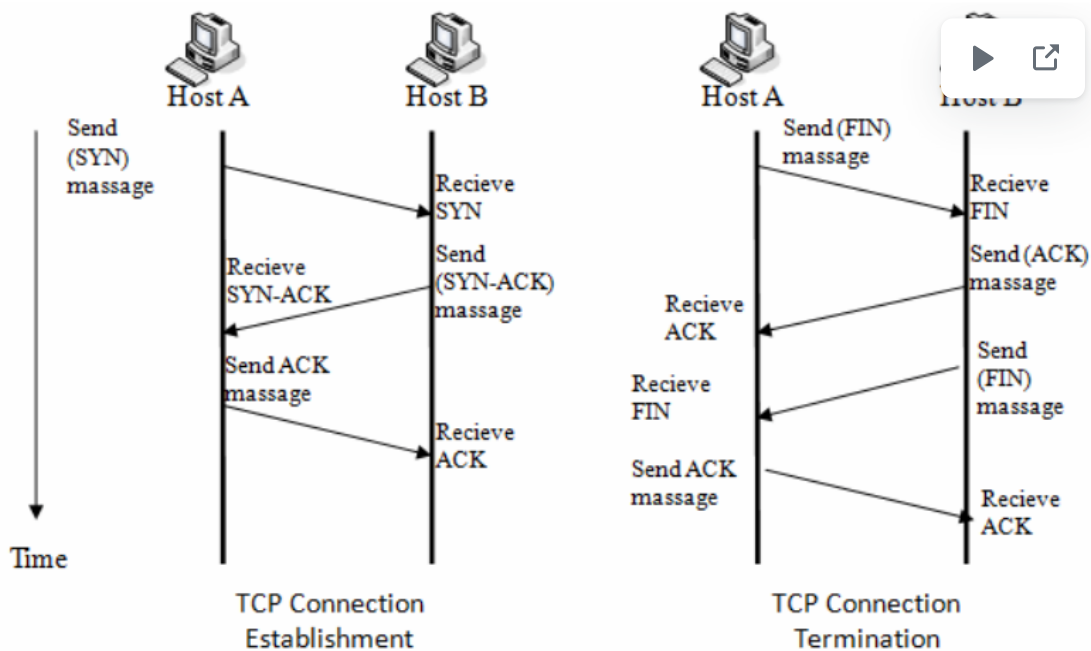 Host A
Host B
Send
(SYN)
massage
Recieve
SYN
Recieve
SYN-ACK
Send
(SYN-ACK)
massage
Send ACK
massage
Recieve
ACK
Time
TCP Connection
Establishment
Host A
Host B
Send (FIN)
massage
Recieve
FIN
Send (ACK)
massage
Recieve
ACK
Send
(FIN)
massage
Recieve
FIN
Send ACK
massage
Recieve
ACK
TCP Connection
Termination